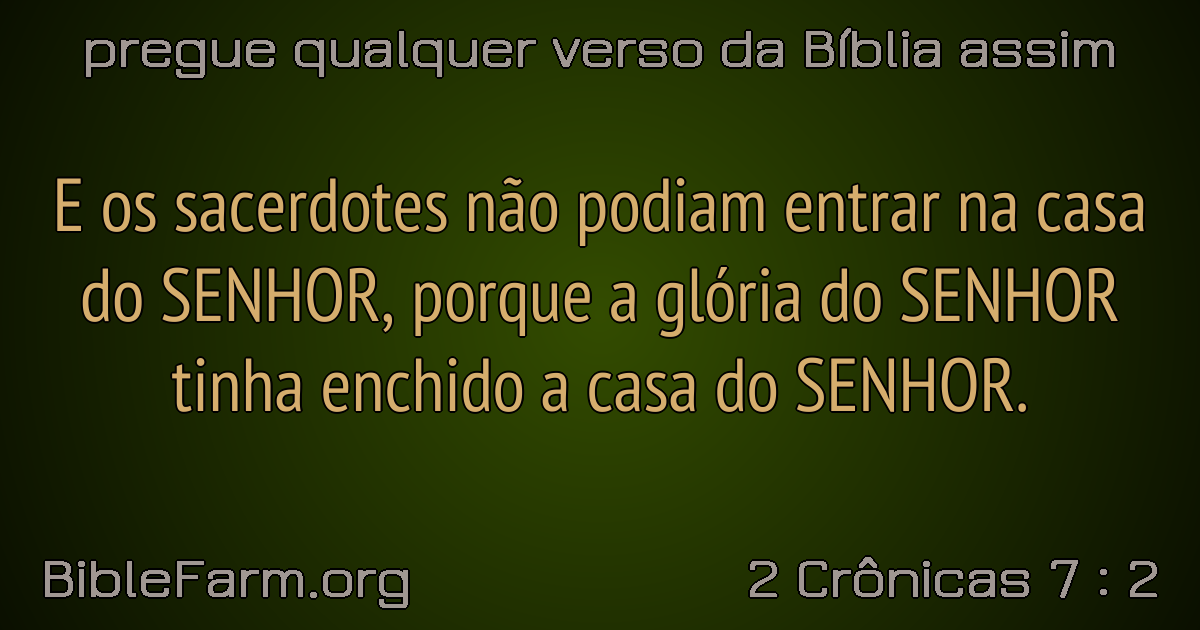 pregue qualquer verso da Bíblia assim
E os sacerdotes não podiam entrar na casa
do SENHOR, porque a glória do SENHOR
tinha enchido a casa do SENHOR.
BibleFarm.org
2 Crônicas 7 : 2